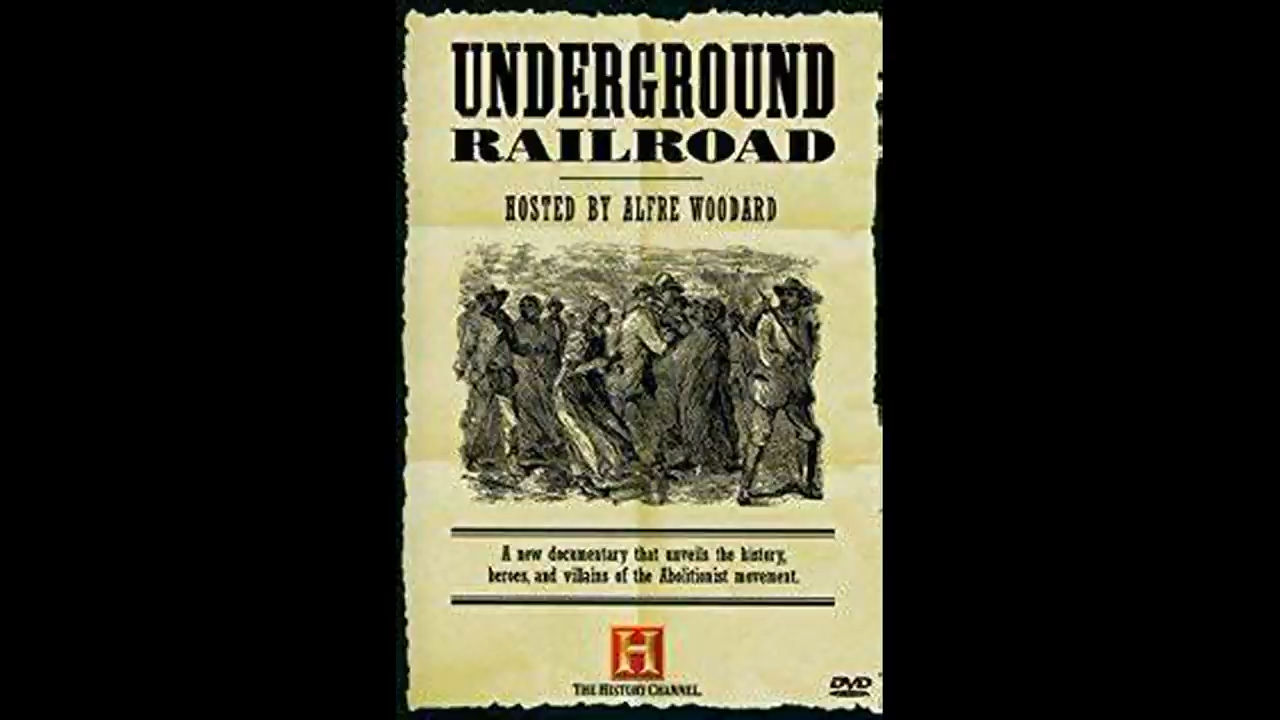 UNDERGROUND
RAILROAD
HOSTED BY ALFRE WOODARD
A new documentary that unveils the history,
heroes, and villains of the Abolitionist movement.
H
THE HISTORY CHANNEL.
DVD